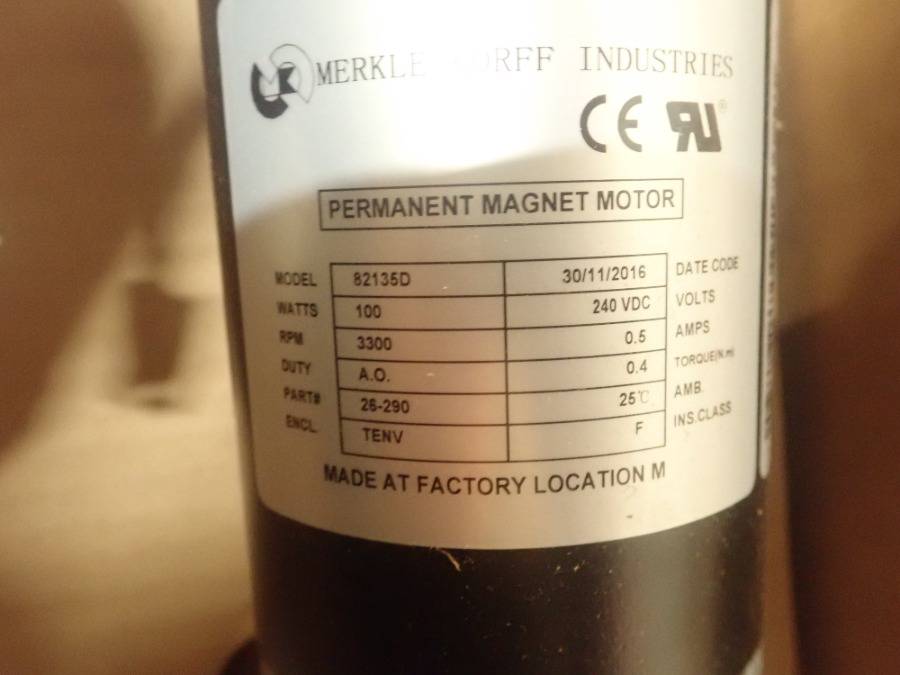 MERKLE KORFF INDUSTRIES
CE RU ®
PERMANENT MAGNET MOTOR
MODEL 82135D 30/11/2016 DATE CODE
WATTS 100 240 VDC VOLTS
RPM 3300 0.5 AMPS
DUTY A.O. 0.4 TORQUE(N.m)
PART# 26-290 25℃ AMB.
ENCL. TENV F INS.CLASS
MADE AT FACTORY LOCATION M